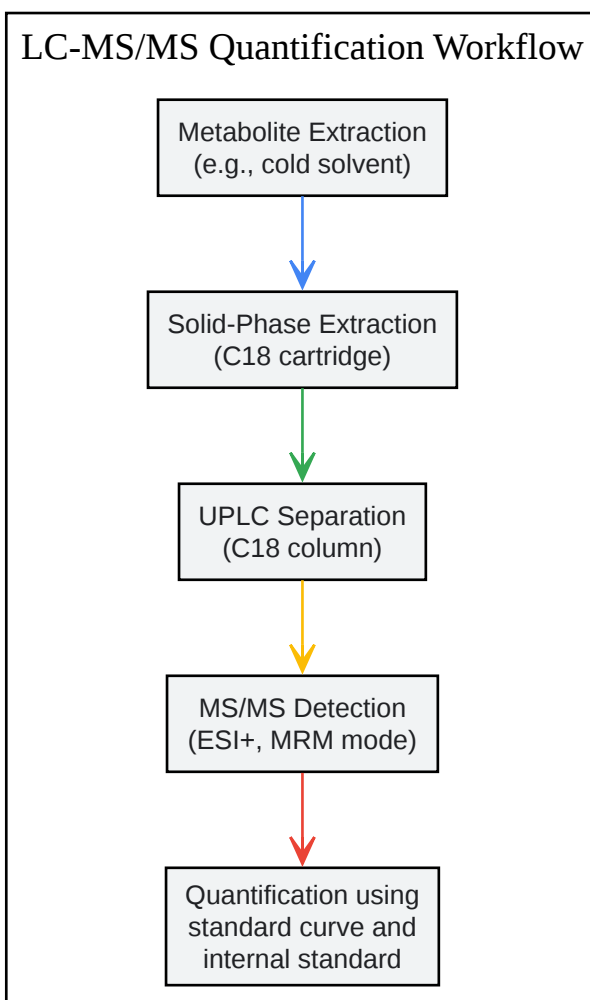 LC-MS/MS Quantification Workflow
Metabolite Extraction
(e.g., cold solvent)
Solid-Phase Extraction
(C18 cartridge)
UPLC Separation
(C18 column)
MS/MS Detection
(ESI+, MRM mode)
Quantification using
standard curve and
internal standard